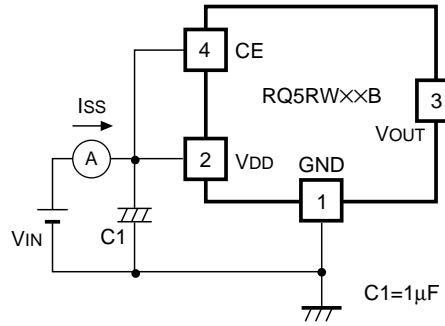 4
CE
RQ5RW××B
3
VOUT
ISS
A
2
VDD
GND
1
VIN
C1
C1=1μF